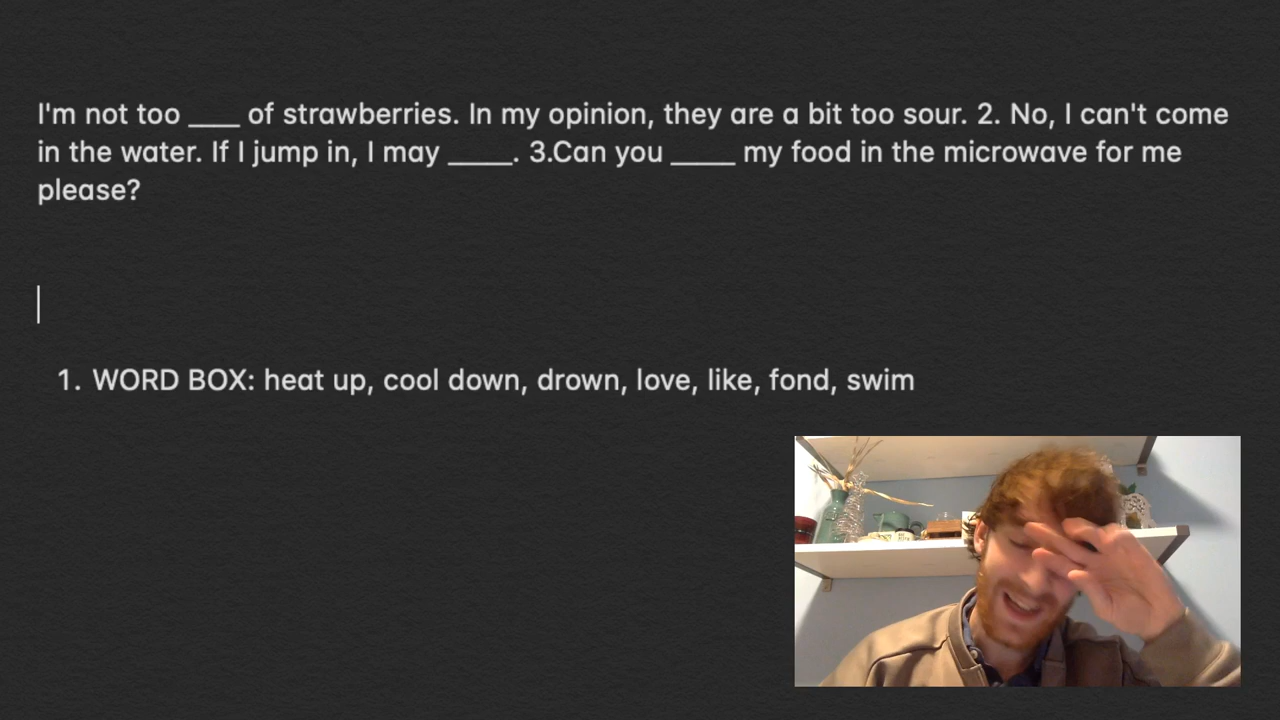 I'm not too ____ of strawberries. In my opinion, they are a bit too sour. 2. No, I can't come
in the water. If I jump in, I may _____. 3.Can you _____ my food in the microwave for me
please?
1. WORD BOX: heat up, cool down, drown, love, like, fond, swim